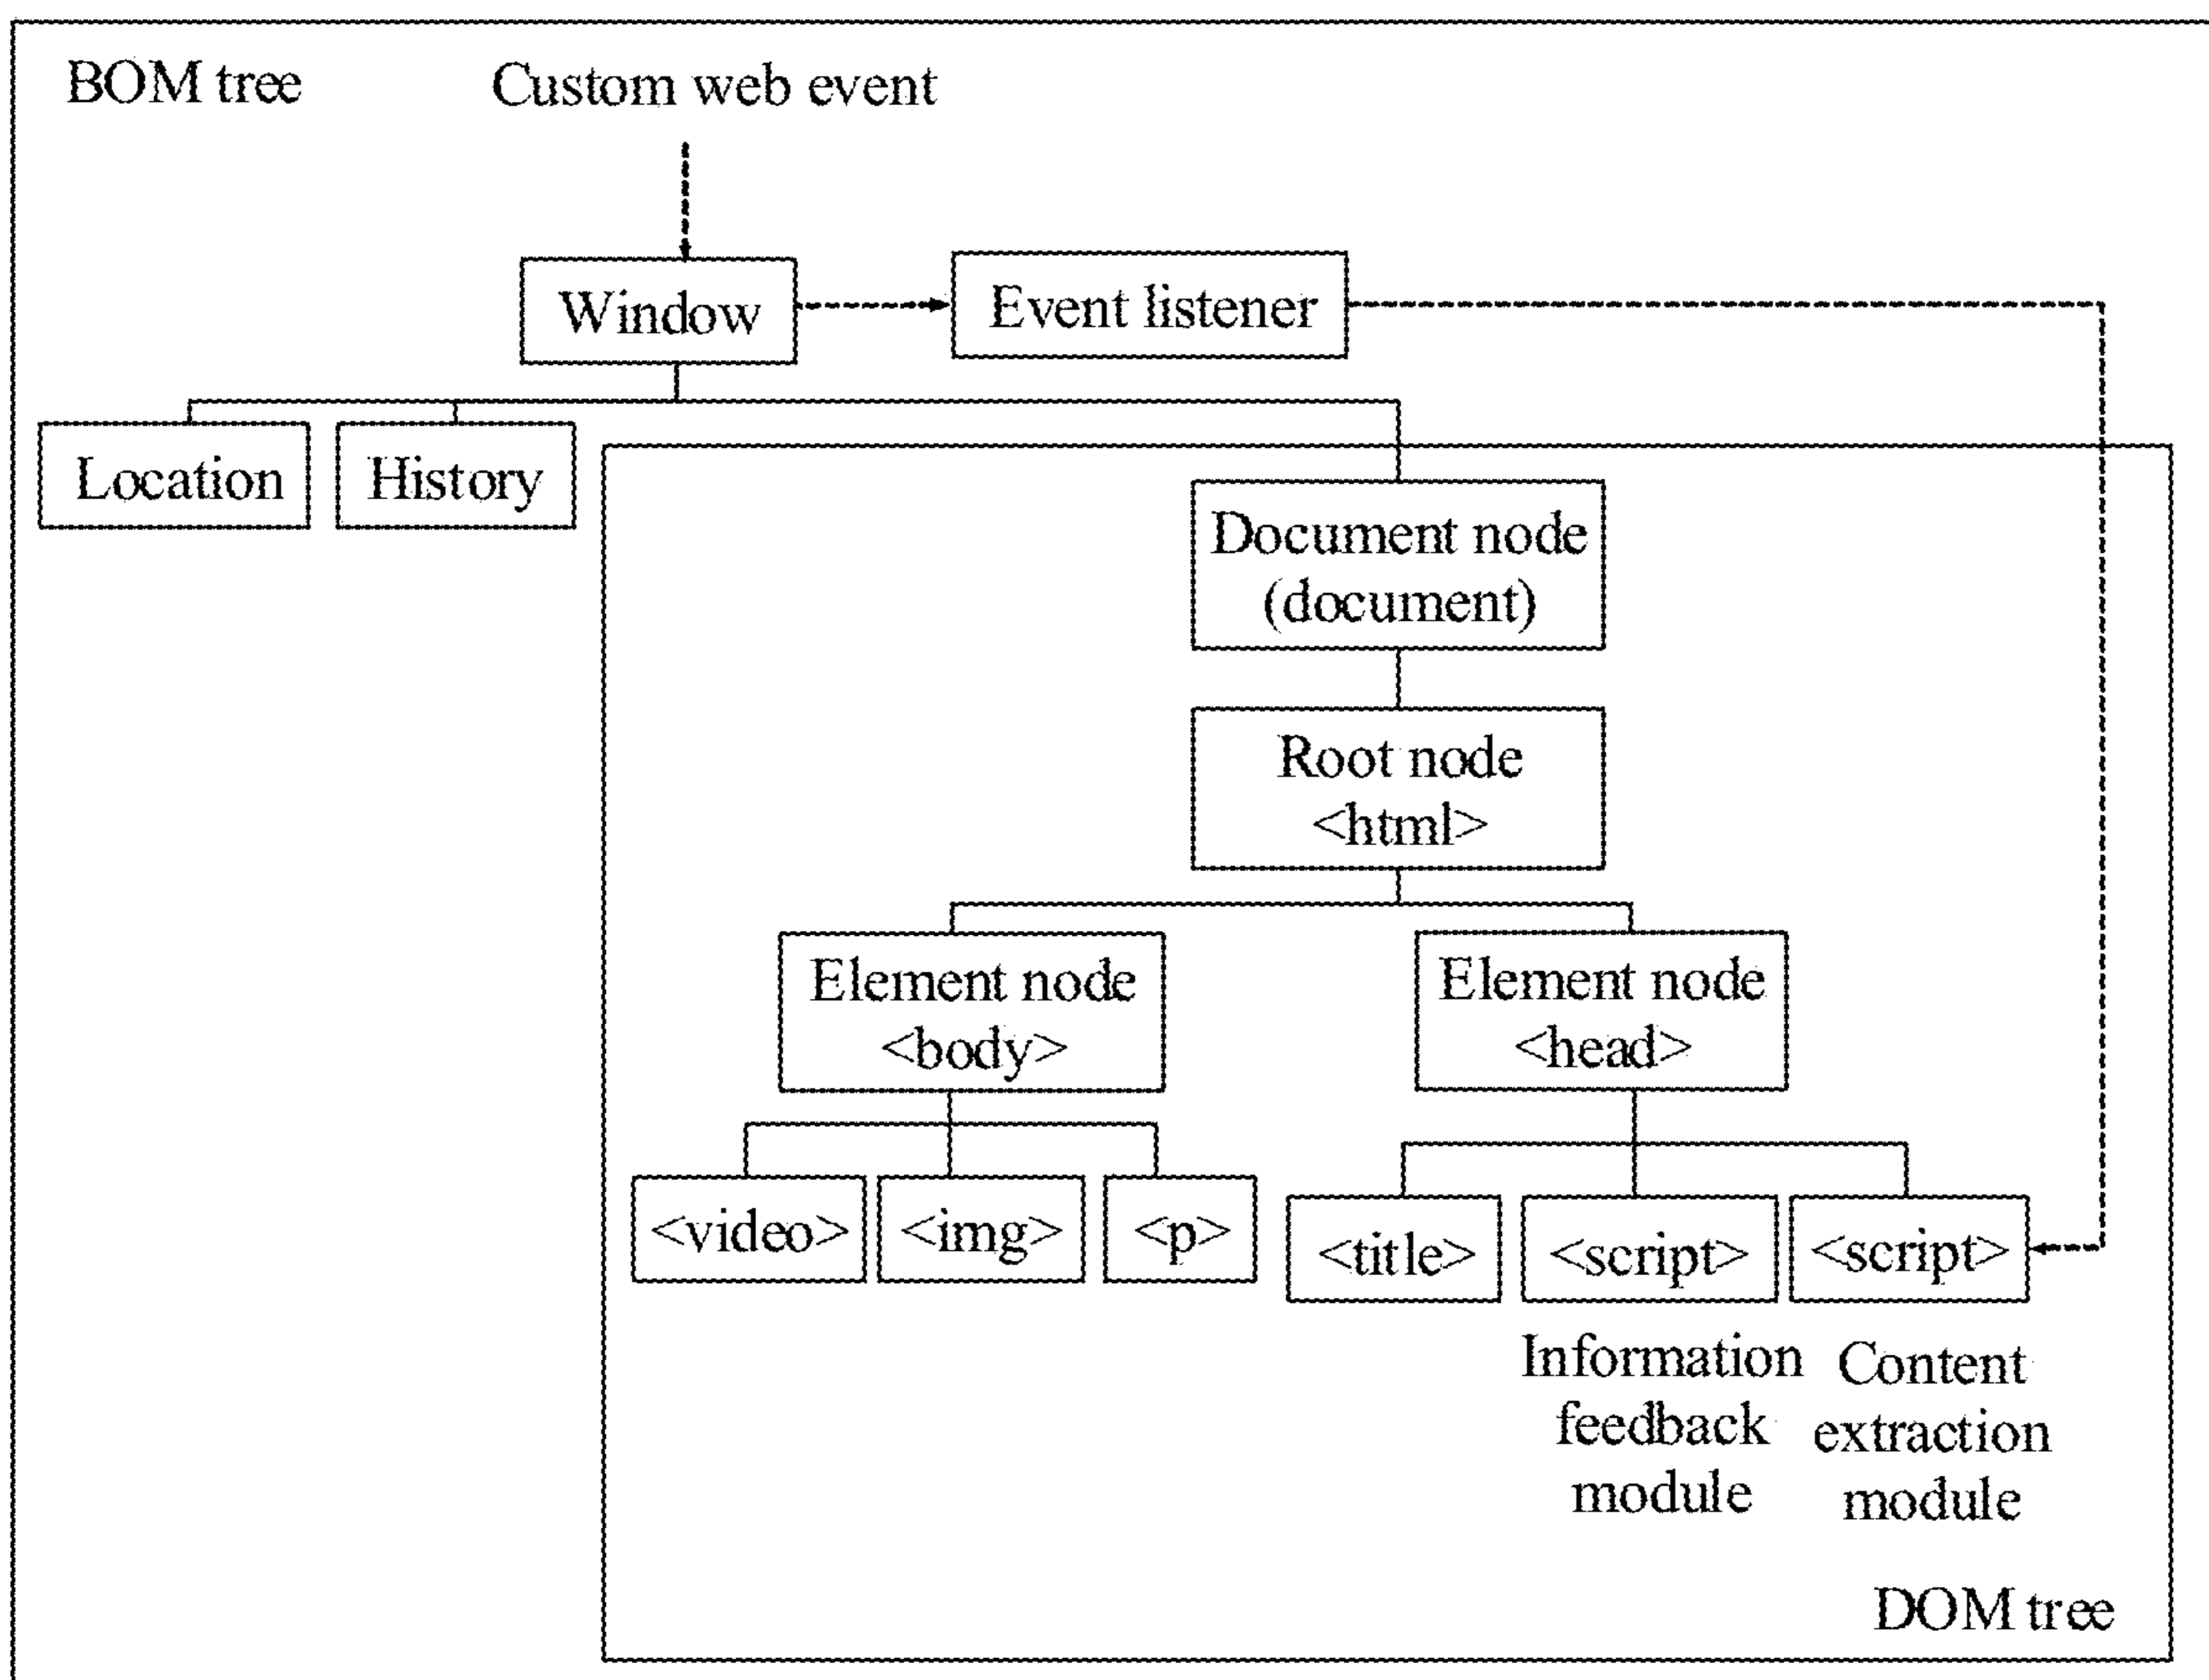 BOM tree
Custom web event
Window
Event listener
Location
History
Document node
(document)
Root node
<html>
Element node
<body>
Element node
<head>
<video>
<img>
<p>
<title>
<script>
<script>
Information
feedback
module
Content
extraction
module
DOM tree